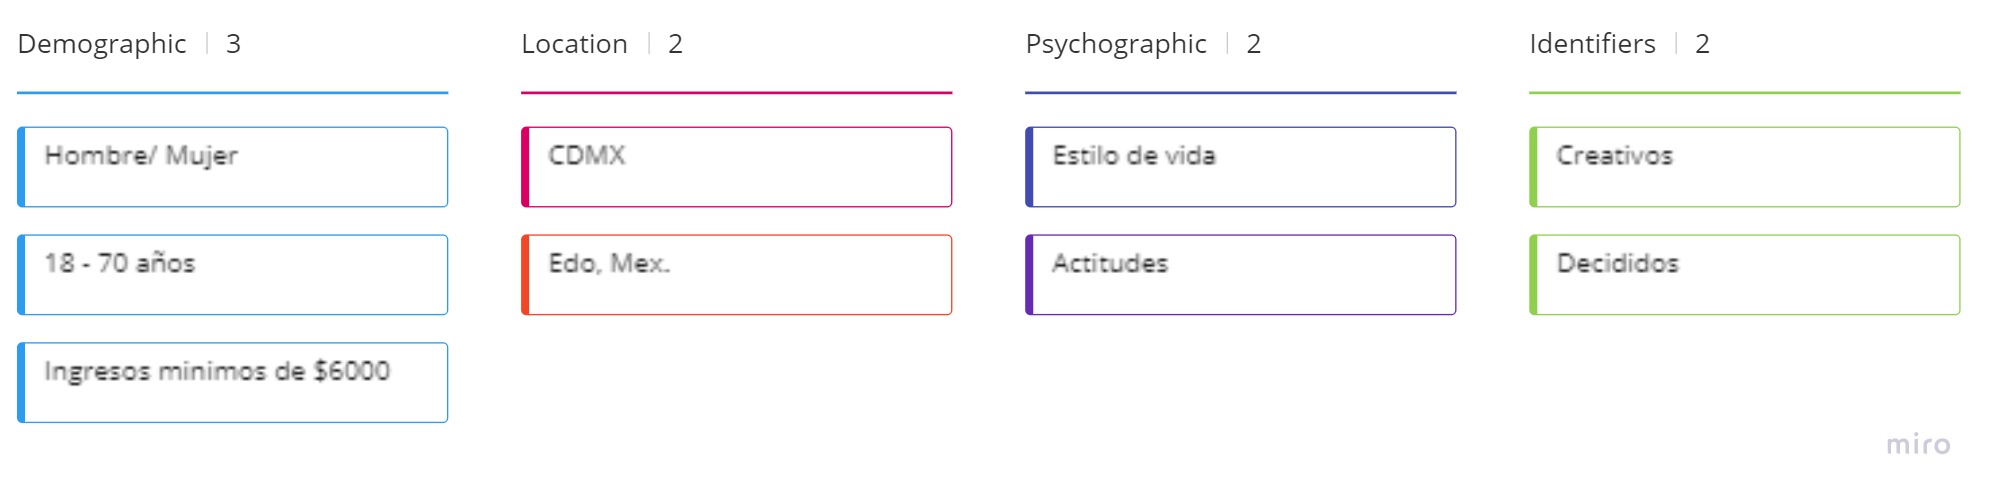 Demographic | 3
Hombre/ Mujer
18 - 70 años
Ingresos minimos de $6000
Location | 2
CDMX
Edo, Mex.
Psychographic | 2
Estilo de vida
Actitudes
Identifiers | 2
Creativos
Decididos
miro